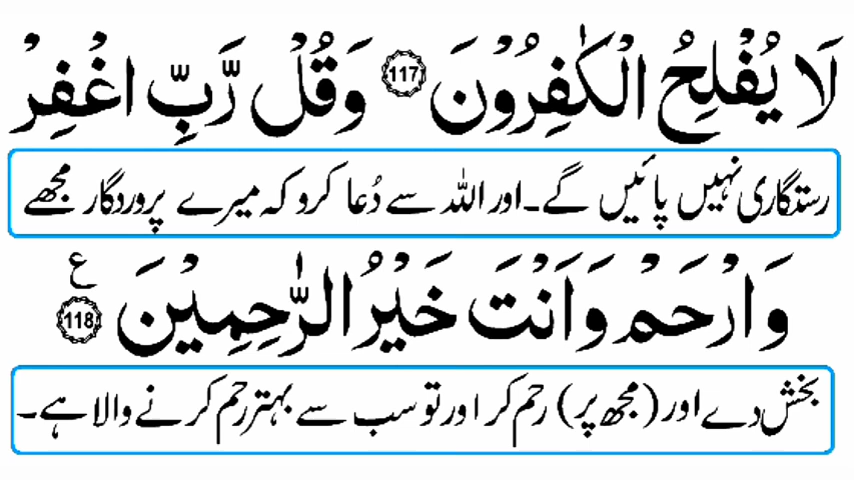 لَا يُفْلِحُ الْكٰفِرُوْنَ 117 وَقُلْ رَّبِّ اغْفِرْ
رستگاری نہیں پائیں گے۔ اور اللہ سے دُعا کرو کہ میرے پروردگار مجھے
وَارْحَمْ وَاَنْتَ خَيْرُ الرّٰحِمِيْنَ 118 ع
بخش دے اور (مجھ پر) رحم کر اور تو سب سے بہتر رحم کرنے والا ہے۔